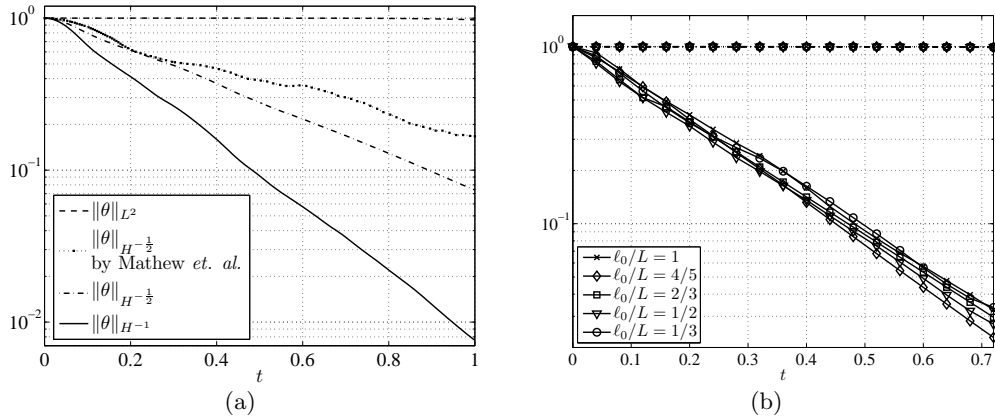 10^0
10^{-1}
10^{-2}
‖θ‖_{L^2}
‖θ‖_{H^{-\frac{1}{2}}}
by Mathew et. al.
‖θ‖_{H^{-\frac{1}{2}}}
‖θ‖_{H^{-1}}
0 0.2 0.4 0.6 0.8 1
t
(a)
10^0
10^{-1}
ℓ_0/L = 1
ℓ_0/L = 4/5
ℓ_0/L = 2/3
ℓ_0/L = 1/2
ℓ_0/L = 1/3
0 0.1 0.2 0.3 0.4 0.5 0.6 0.7
t
(b)